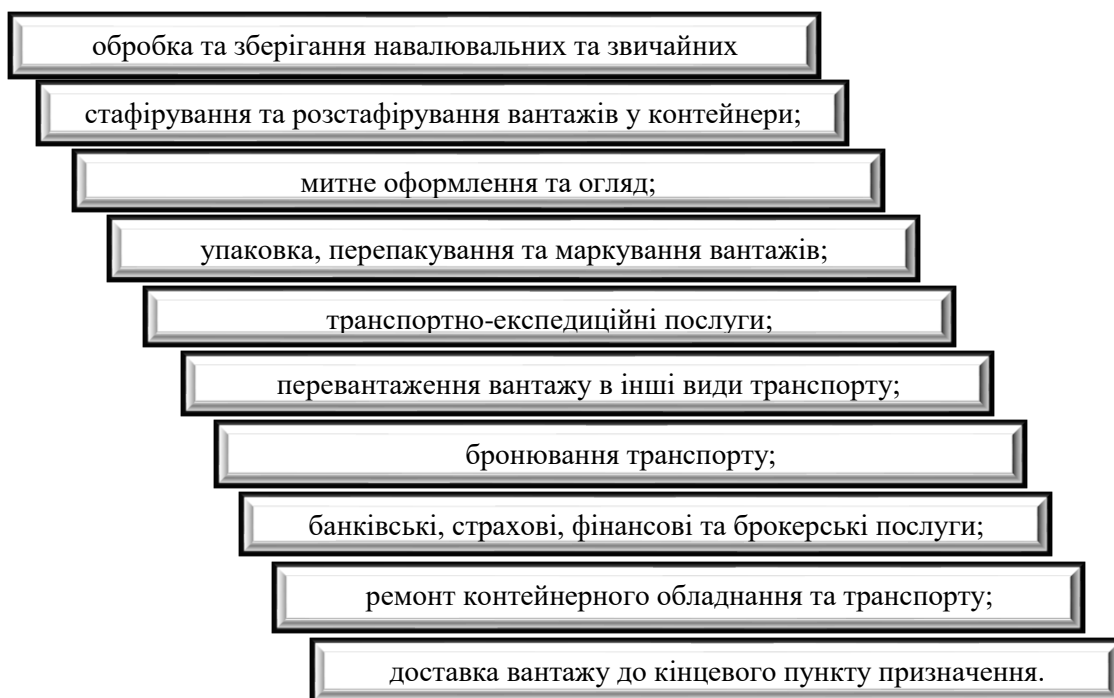 обробка та зберігання навалювальних та звичайних
стафірування та розстафірування вантажів у контейнери;
митне оформлення та огляд;
упаковка, перепакування та маркування вантажів;
транспортно-експедиційні послуги;
перевантаження вантажу в інші види транспорту;
бронювання транспорту;
банківські, страхові, фінансові та брокерські послуги;
ремонт контейнерного обладнання та транспорту;
доставка вантажу до кінцевого пункту призначення.